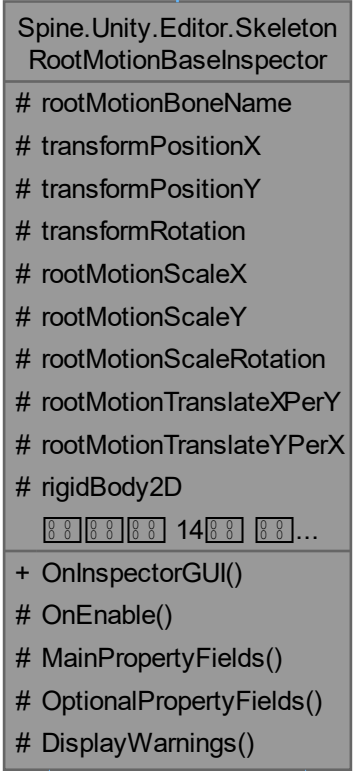 Spine.Unity.Editor.Skeleton
RootMotionBaseInspector
# rootMotionBoneName
# transformPositionX
# transformPositionY
# transformRotation
# rootMotionScaleX
# rootMotionScaleY
# rootMotionScaleRotation
# rootMotionTranslateXPerY
# rootMotionTranslateYPerX
# rigidBody2D
14 ...
+ OnInspectorGUI()
# OnEnable()
# MainPropertyFields()
# OptionalPropertyFields()
# DisplayWarnings()